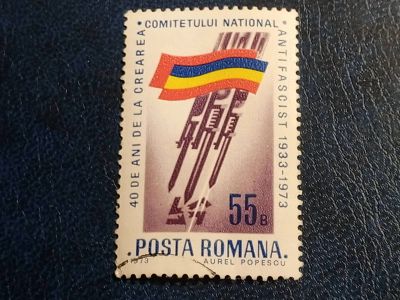 40 DE ANI DE LA CREAREA
COMITETULUI NATIONAL
ANTIFASCIST 1933-1973
55B
POSTA ROMANA
1973
AUREL POPESCU